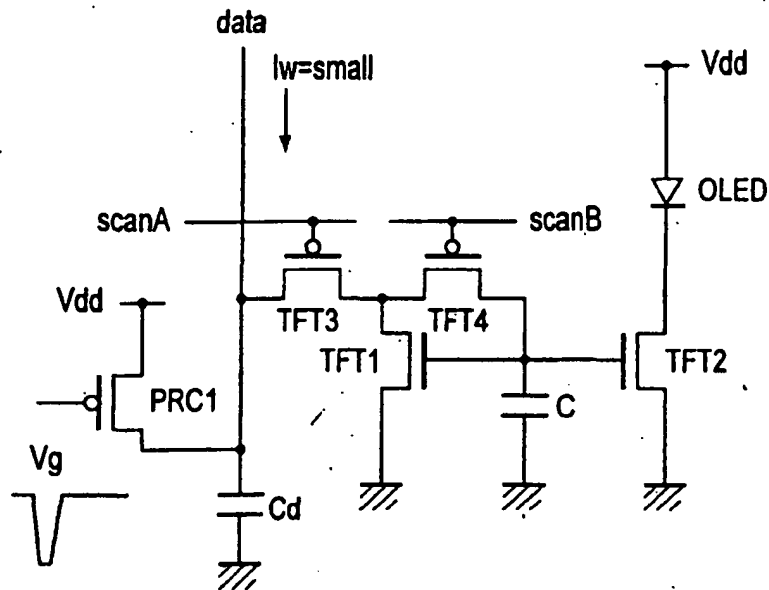 data
Iw=small
Vdd
OLED
scanA
scanB
Vdd
TFT3
TFT4
TFT1
TFT2
PRC1
C
Vg
Cd